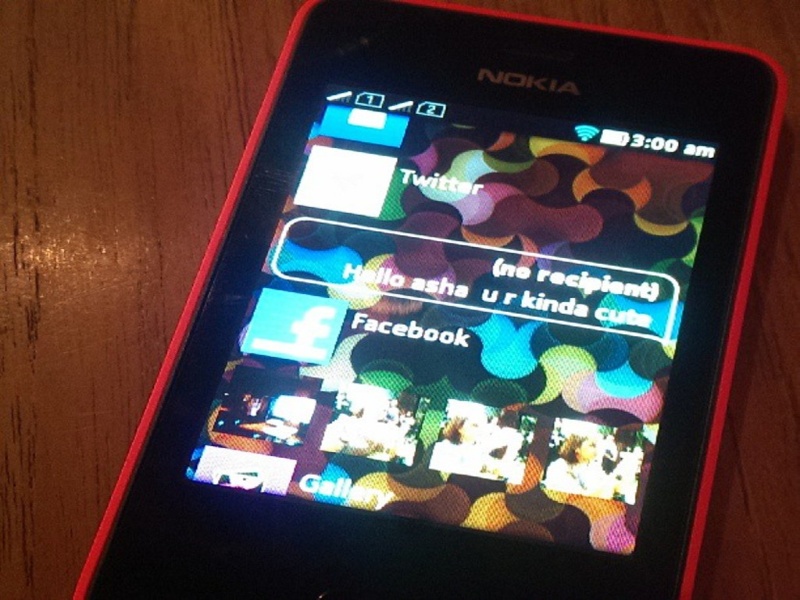 NOKIA
1 2 3:00 am
Twitter
(no recipient)
Hello asha u r kinda cute
Facebook
Gallery